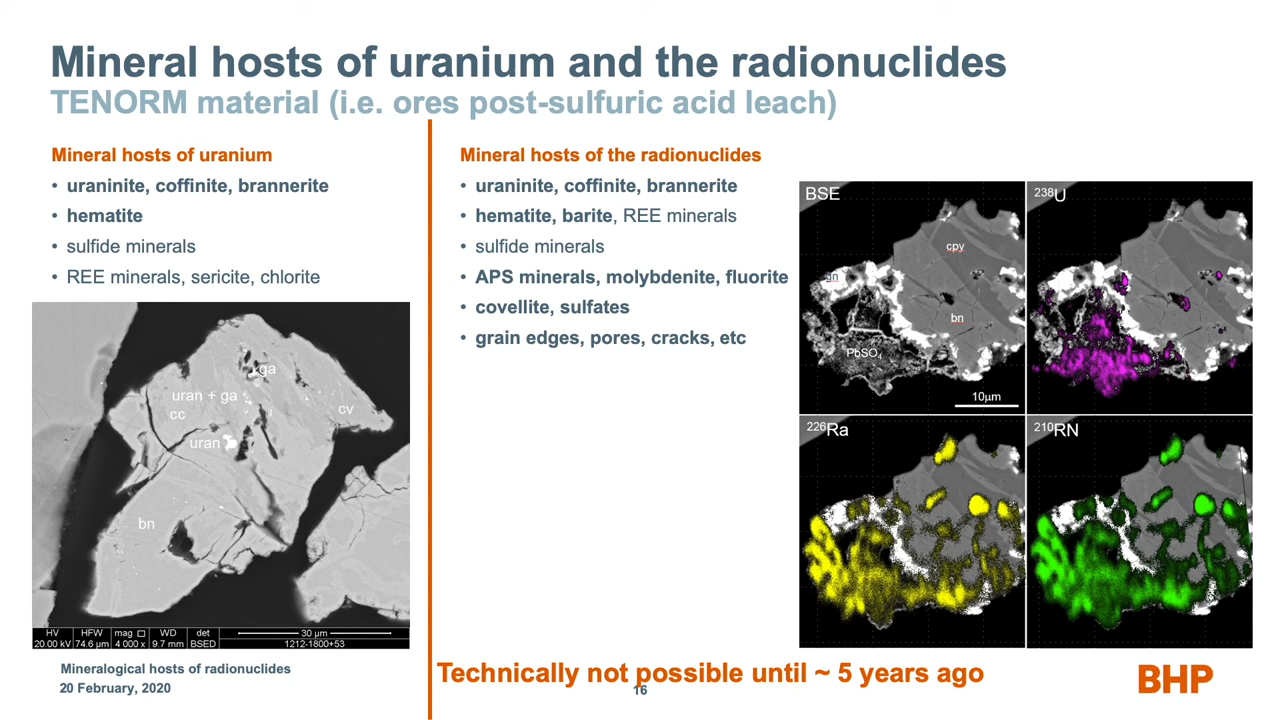 Mineral hosts of uranium and the radionuclides
TENORM material (i.e. ores post-sulfuric acid leach)
Mineral hosts of uranium
• uraninite, coffinite, brannerite
• hematite
• sulfide minerals
• REE minerals, sericite, chlorite
ga
uran + ga
cc
cv
uran
bn
HV HFW mag □ WD det
20.00 kV 74.6 µm 4 000 x 9.7 mm BSED
30 µm
1212-1800+53
Mineral hosts of the radionuclides
• uraninite, coffinite, brannerite
• hematite, barite, REE minerals
• sulfide minerals
• APS minerals, molybdenite, fluorite
• covellite, sulfates
• grain edges, pores, cracks, etc
BSE
cpy
gn
bn
PbSO₄
10µm
²³⁸U
²²⁶Ra
²¹⁰RN
Technically not possible until ~ 5 years ago
Mineralogical hosts of radionuclides
20 February, 2020
16
BHP